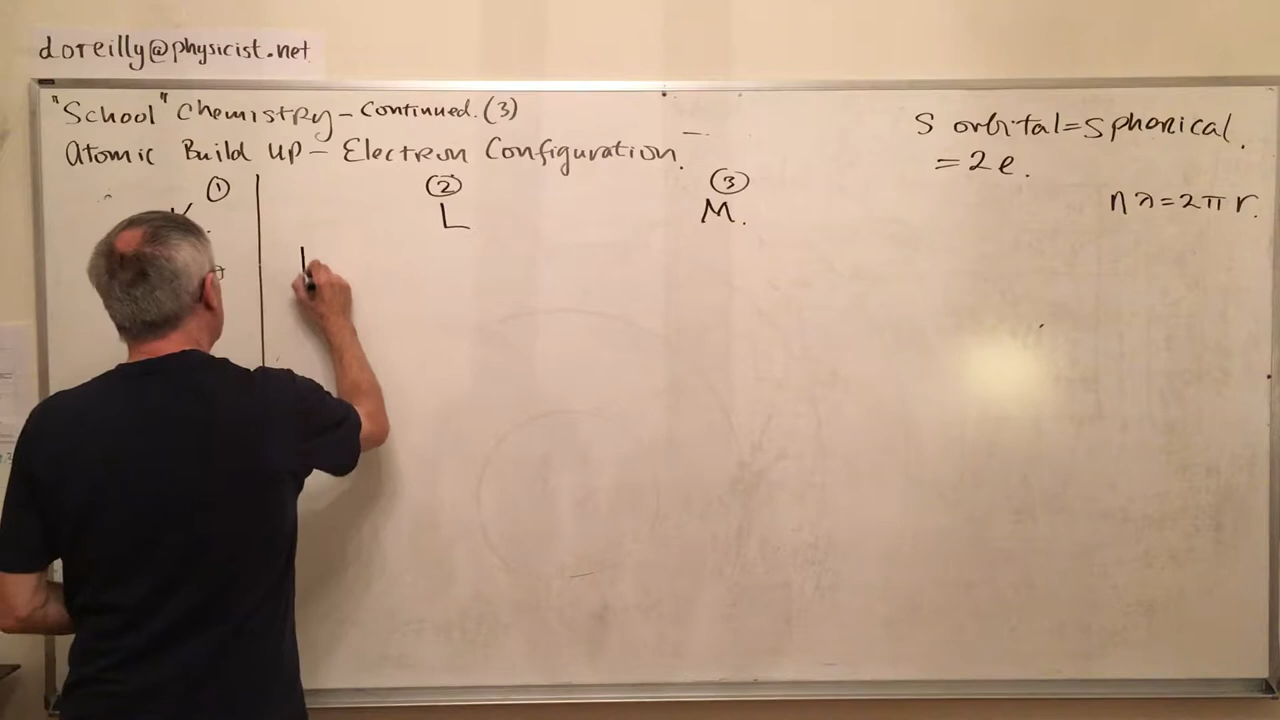 doreilly@physicist.net
"School" Chemistry - Continued. (3)
Atomic Build Up - Electron Configuration.
S orbital = Spherical.
= 2e.
nλ = 2πr.
① ② ③
K L M.